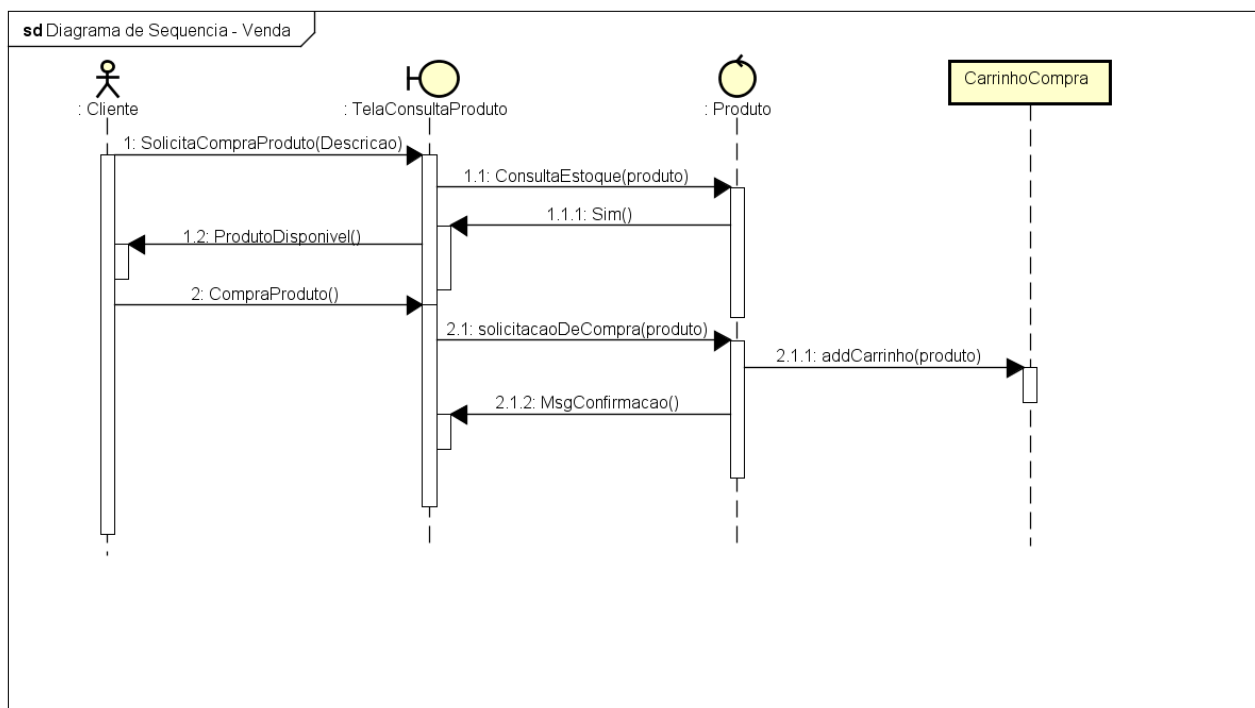 sd Diagrama de Sequencia - Venda
: Cliente
: TelaConsultaProduto
: Produto
CarrinhoCompra
1: SolicitaCompraProduto(Descricao)
1.1: ConsultaEstoque(produto)
1.1.1: Sim()
1.2: ProdutoDisponivel()
2: CompraProduto()
2.1: solicitacaoDeCompra(produto)
2.1.1: addCarrinho(produto)
2.1.2: MsgConfirmacao()